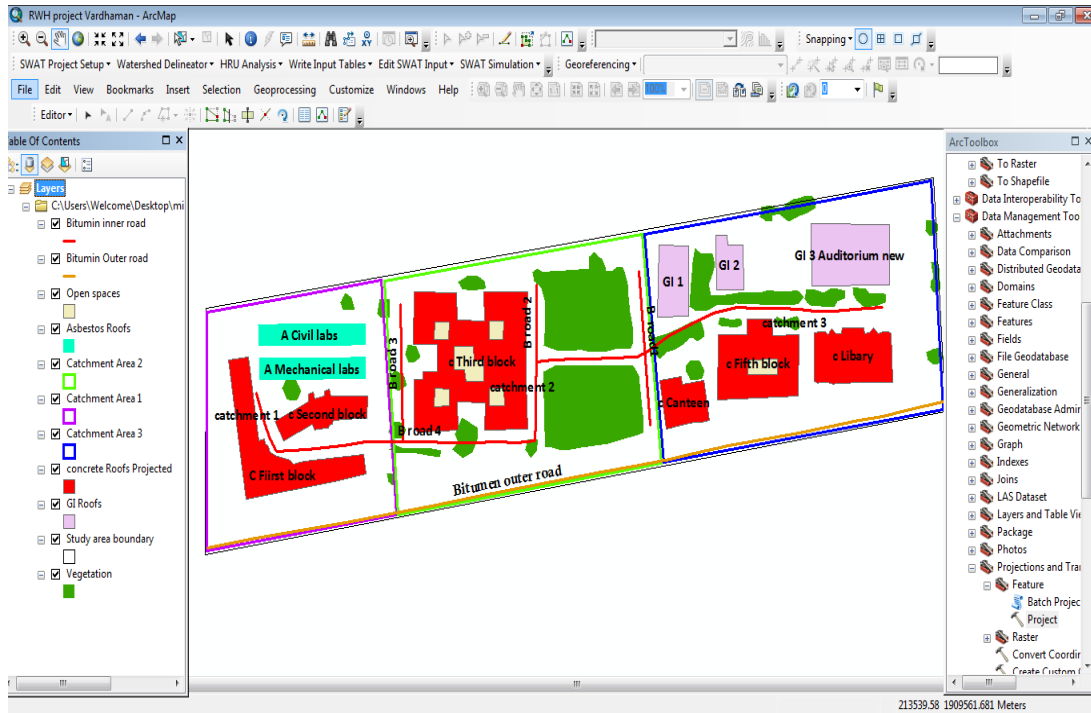 RWH project Vardhaman - ArcMap
Snapping
SWAT Project Setup Watershed Delineator HRU Analysis Write Input Tables Edit SWAT Input SWAT Simulation Georeferencing
File Edit View Bookmarks Insert Selection Geoprocessing Customize Windows Help 100% 0
Editor
able Of Contents
Layers
C:\Users\Welcome\Desktop\mi
Bitumin inner road
Bitumin Outer road
Open spaces
Asbestos Roofs
Catchment Area 2
Catchment Area 1
Catchment Area 3
concrete Roofs Projected
GI Roofs
Study area boundary
Vegetation
GI 1
GI 2
GI 3 Auditorium new
A Civil labs
A Mechanical labs
catchment 1
c Second block
C Fiirst block
B road 3
B road 4
c Third block
catchment 2
B road 2
catchment 3
c Fifth block
c Libary
c Canteen
Bitumen outer road
ArcToolbox
To Raster
To Shapefile
Data Interoperability To
Data Management Tool
Attachments
Data Comparison
Distributed Geodata
Domains
Feature Class
Features
Fields
File Geodatabase
General
Generalization
Geodatabase Admin
Geometric Network
Graph
Indexes
Joins
LAS Dataset
Layers and Table Vie
Package
Photos
Projections and Tran
Feature
Batch Projec
Project
Raster
Convert Coordin
Create Custom G
213539.58 1909561.681 Meters